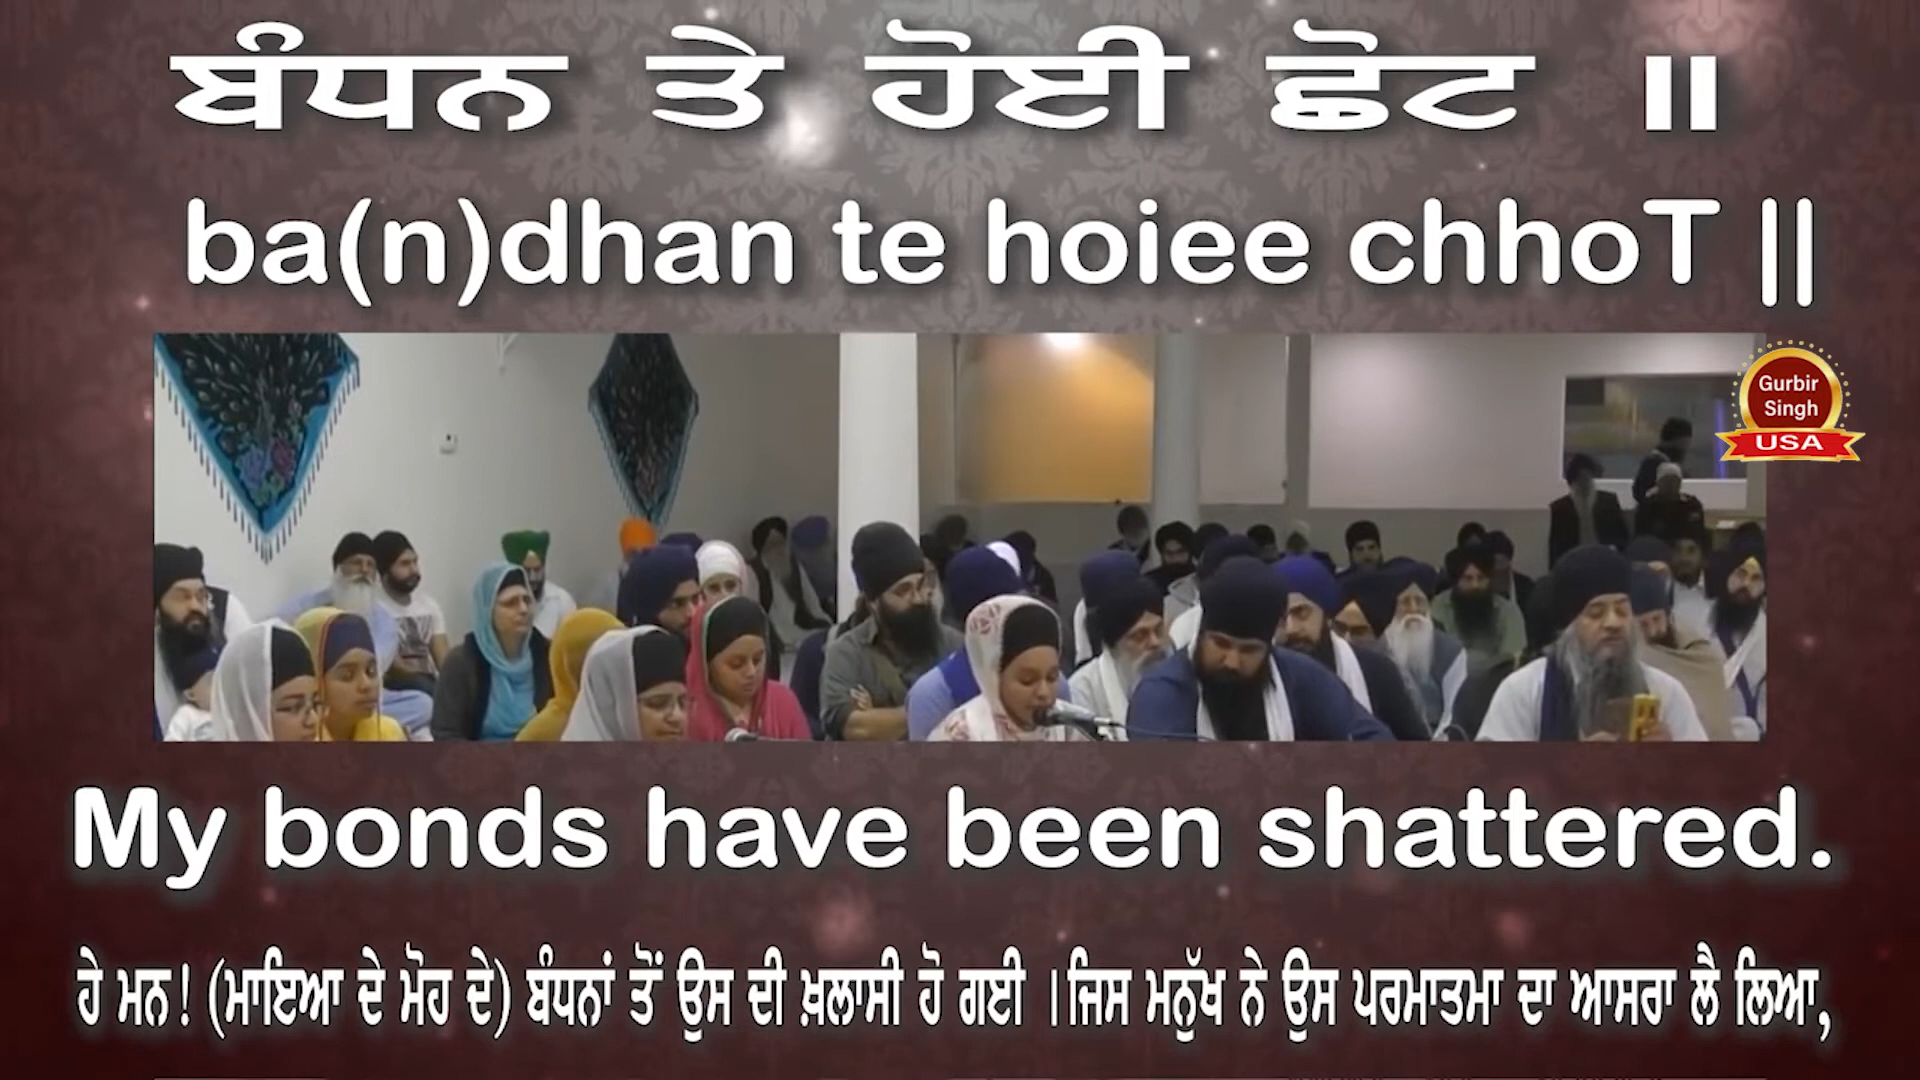 ਬੰਧਨ ਤੇ ਹੋਈ ਛੋਟ ॥
ba(n)dhan te hoiee chhoT ||
Gurbir
Singh
USA
My bonds have been shattered.
ਹੇ ਮਨ! (ਮਾਇਆ ਦੇ ਮੋਹ ਦੇ) ਬੰਧਨਾਂ ਤੋਂ ਉਸ ਦੀ ਖ਼ਲਾਸੀ ਹੋ ਗਈ ।ਜਿਸ ਮਨੁੱਖ ਨੇ ਉਸ ਪਰਮਾਤਮਾ ਦਾ ਆਸਰਾ ਲੈ ਲਿਆ,